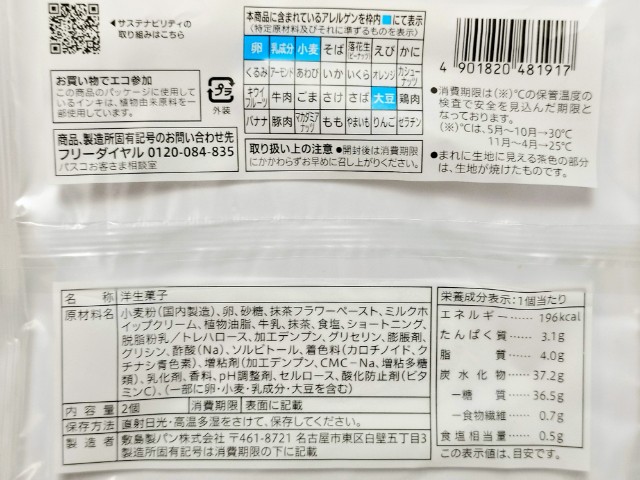 ◀サステナビリティの
取り組みはこちら
お買い物でエコ参加
この商品のパッケージに使用して
いるインキは、植物由来原料を一
部使用しています。
プラ
外装
商品、製造所固有記号のお問い合わせ先
フリーダイヤル 0120-084-835
パスコお客さま相談室
本商品に含まれているアレルゲンを枠内■にて表示
(特定原材料及びそれに準ずるものを表示)
卵 乳成分 小麦 そば 落花生(ピーナッツ) えび かに
くるみ アーモンド あわび いか いくら オレンジ カシューナッツ
キウイフルーツ 牛肉 ごま さけ さば 大豆 鶏肉
バナナ 豚肉 マカダミアナッツ もも やまいも りんご ゼラチン
取り扱い上の注意 ●開封後は消費期限
にかかわらずお早めに召し上がりください。
4 901820 481917
●消費期限は(※)℃の保管温度の
検査で安全を見込んだ期限と
なっております。
(※)℃は、5月～10月→30℃
11月～4月→25℃
●まれに生地に見える茶色の部分
は、生地が焼けたものです。
名称 洋生菓子
原材料名 小麦粉(国内製造)、卵、砂糖、抹茶フラワーペースト、ミルクホ
イップクリーム、植物油脂、牛乳、抹茶、食塩、ショートニング、
脱脂粉乳／トレハロース、加工デンプン、グリセリン、膨脹剤、
グリシン、酢酸(Na)、ソルビトール、着色料(カロチノイド、ク
チナシ青色素)、増粘剤(加工デンプン、CMC-Na、増粘多糖
類)、乳化剤、香料、pH調整剤、セルロース、酸化防止剤(ビタ
ミンC)、(一部に卵・小麦・乳成分・大豆を含む)
内容量 2個 消費期限 表面に記載
保存方法 直射日光・高温多湿をさけて、保存してください。
製造者 敷島製パン株会社 〒461-8721 名古屋市東区白壁五丁目3
製造所固有記号は消費期限の下に記載
栄養成分表示:1個当たり
エネルギー 196kcal
たんぱく質 3.1g
脂質 4.0g
炭水化物 37.2g
－糖質 36.5g
－食物繊維 0.7g
食塩相当量 0.5g
この表示値は、目安です。